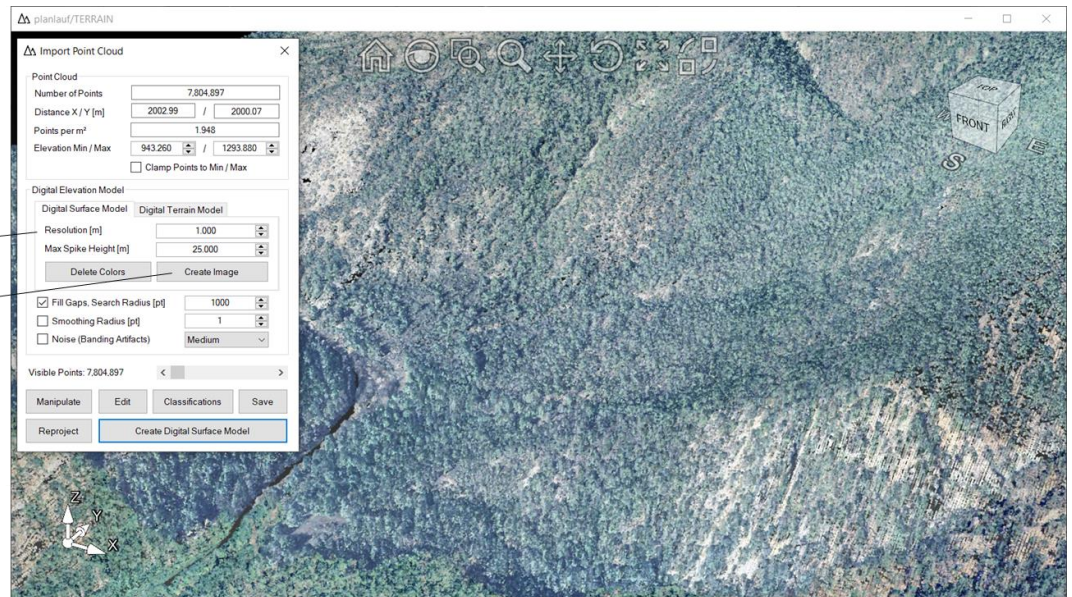 planlauf/TERRAIN
Import Point Cloud
Point Cloud
Number of Points 7,804,897
Distance X / Y [m] 2002.99 / 2000.07
Points per m² 1.948
Elevation Min / Max 943.260 / 1293.880
Clamp Points to Min / Max
Digital Elevation Model
Digital Surface Model Digital Terrain Model
Resolution [m] 1.000
Max Spike Height [m] 25.000
Delete Colors Create Image
Fill Gaps, Search Radius [pt] 1000
Smoothing Radius [pt] 1
Noise (Banding Artifacts) Medium
Visible Points: 7,804,897
Manipulate Edit Classifications Save
Reproject Create Digital Surface Model
TOP
FRONT
S
E
Z
Y
X